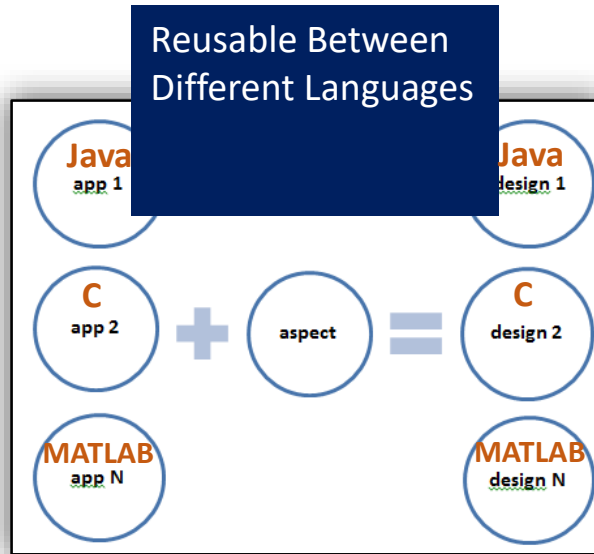 Reusable Between
Different Languages
Java
app 1
Java
design 1
C
app 2
aspect
C
design 2
MATLAB
app N
MATLAB
design N